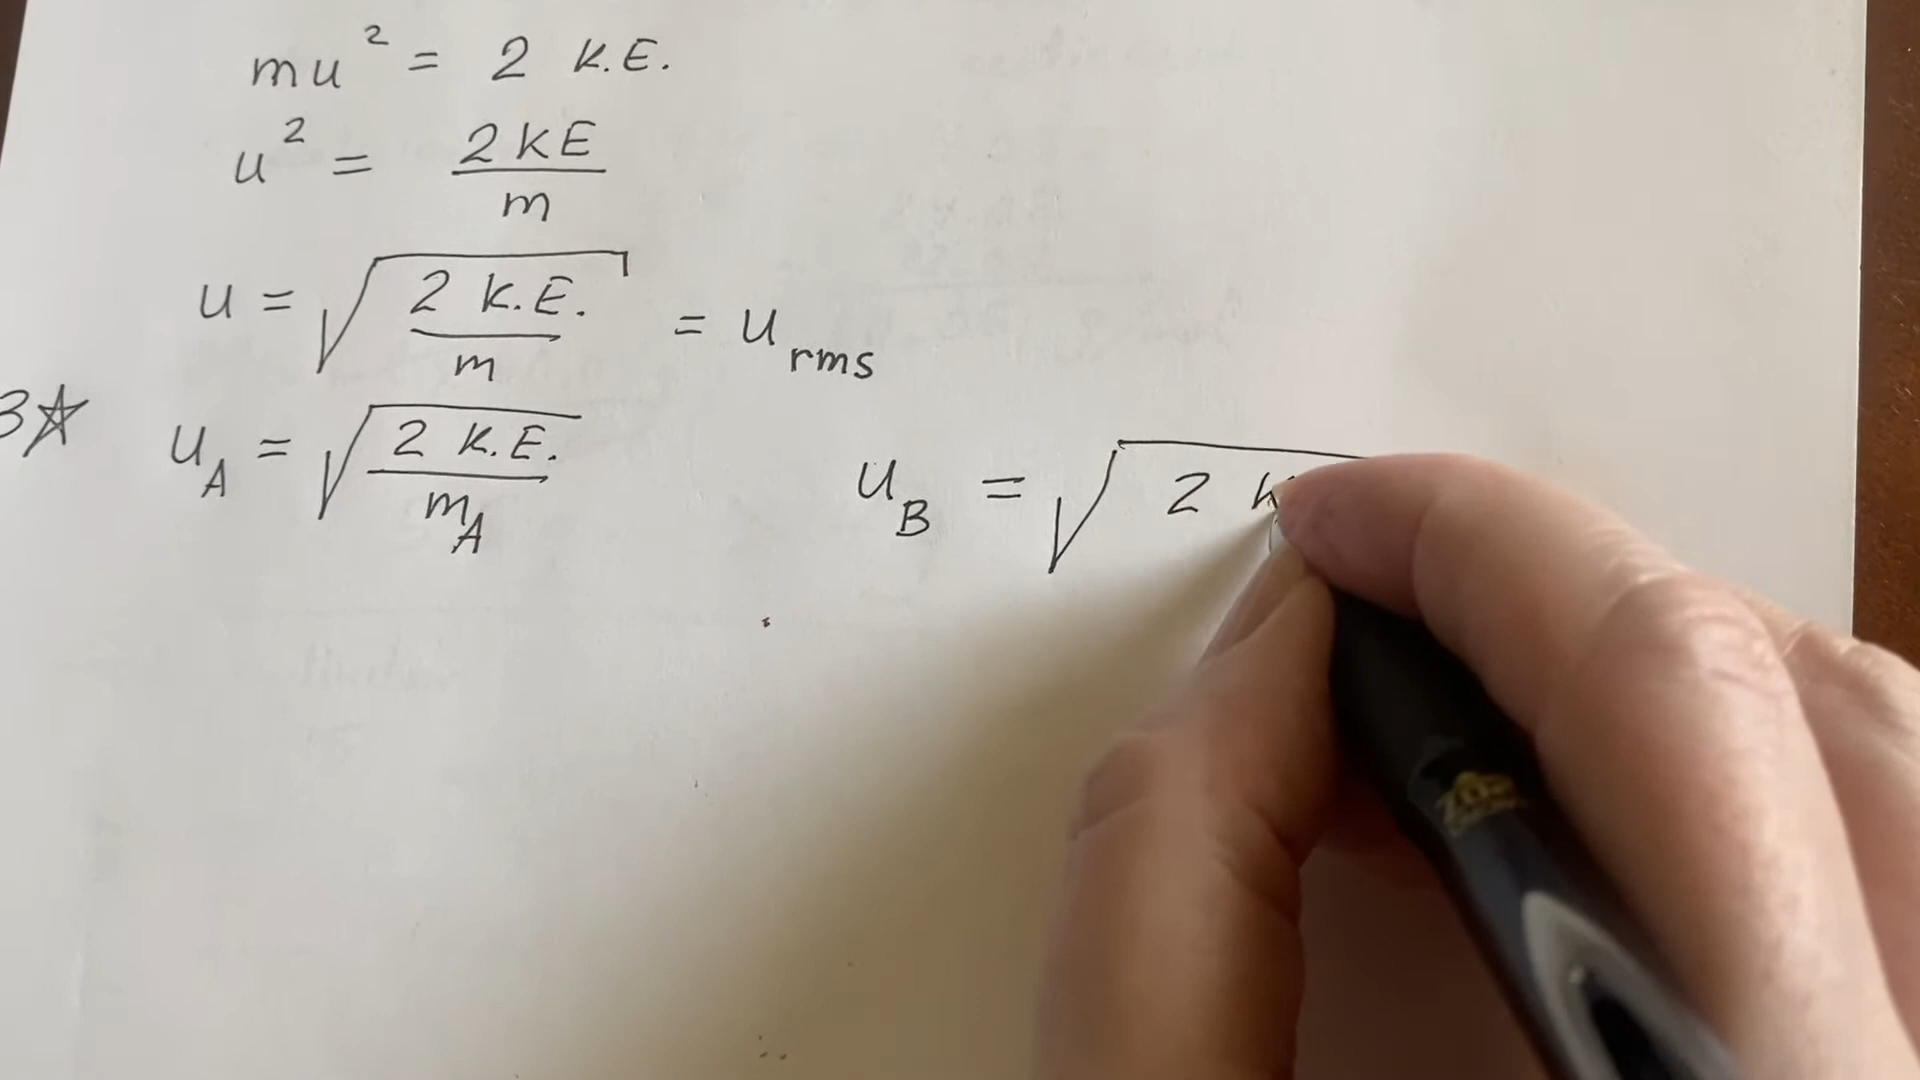 mu² = 2 K.E.
u² = 2KE/m
u = √(2 K.E./m) = u_rms
3☆ u_A = √(2 K.E./m_A)
u_B = √(2 K